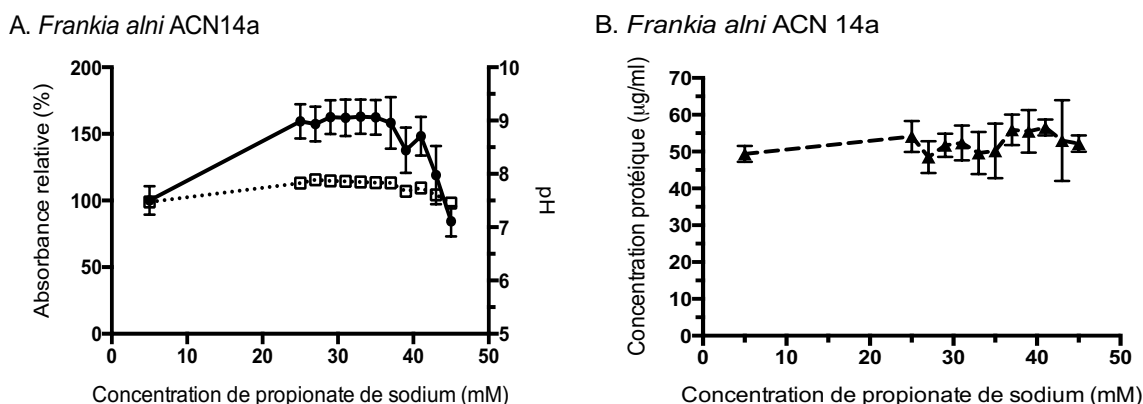 A. Frankia alni ACN14a
200
150
100
50
0
Absorbance relative (%)
10
9
8
7
6
5
pH
0 10 20 30 40 50
Concentration de propionate de sodium (mM)
B. Frankia alni ACN 14a
70
60
50
40
30
20
10
0
Concentration protéique (µg/ml)
0 10 20 30 40 50
Concentration de propionate de sodium (mM)